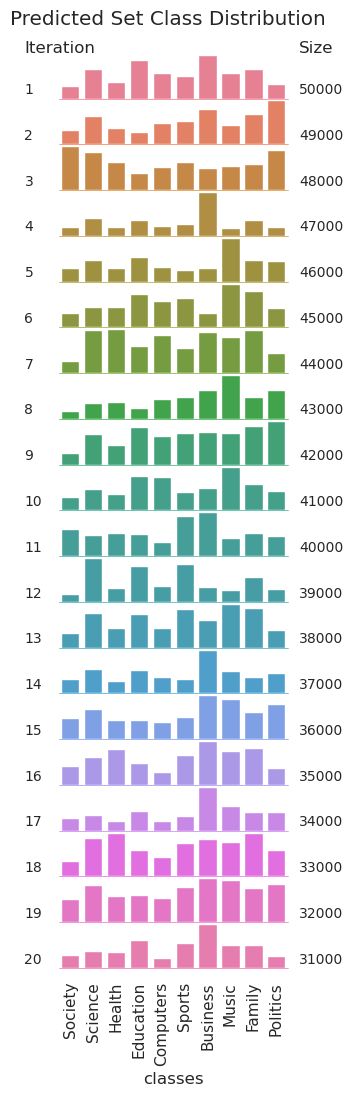 Predicted Set Class Distribution
Iteration Size
1 50000
2 49000
3 48000
4 47000
5 46000
6 45000
7 44000
8 43000
9 42000
10 41000
11 40000
12 39000
13 38000
14 37000
15 36000
16 35000
17 34000
18 33000
19 32000
20 31000
Society
Science
Health
Education
Computers
Sports
Business
Music
Family
Politics
classes